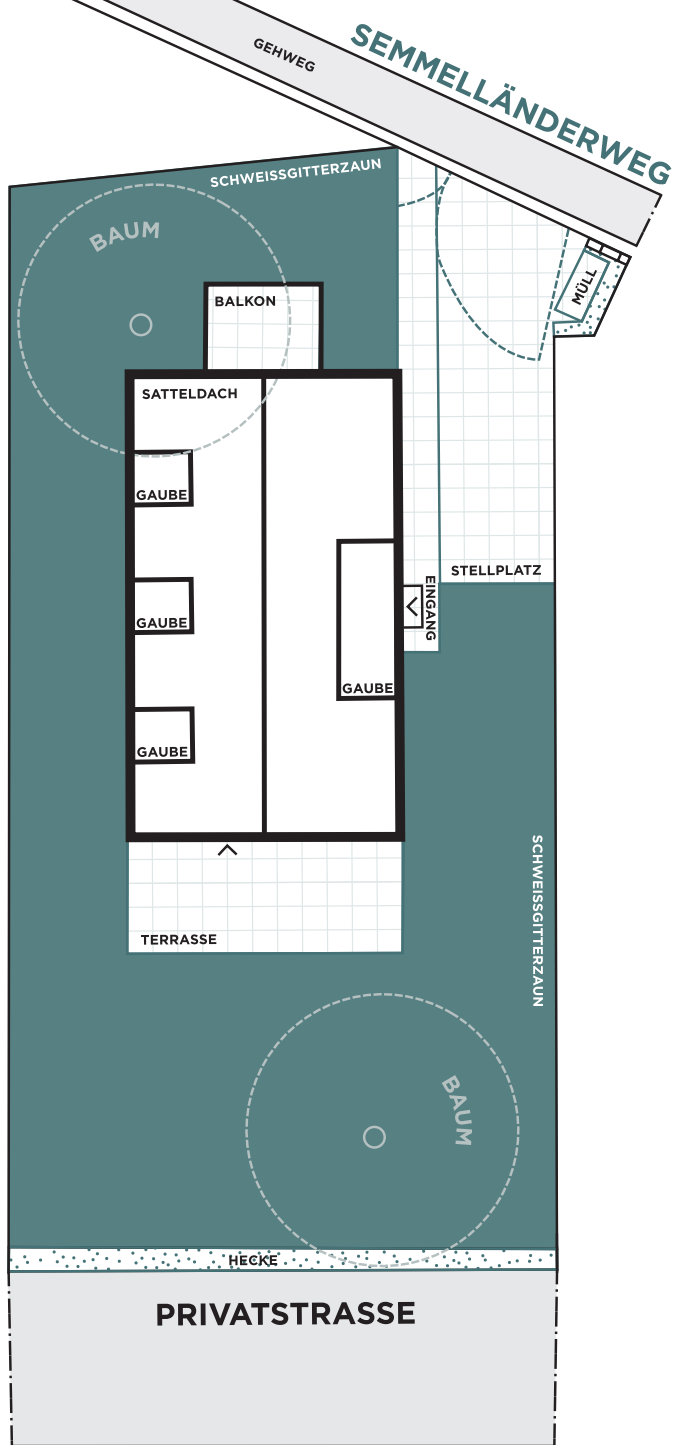 SEMMELLÄNDERWEG
GEHWEG
SCHWEISSGITTERZAUN
BAUM
MÜLL
BALKON
SATTELDACH
GAUBE
STELLPLATZ
EINGANG
GAUBE
GAUBE
GAUBE
SCHWEISSGITTERZAUN
TERRASSE
BAUM
HECKE
PRIVATSTRASSE